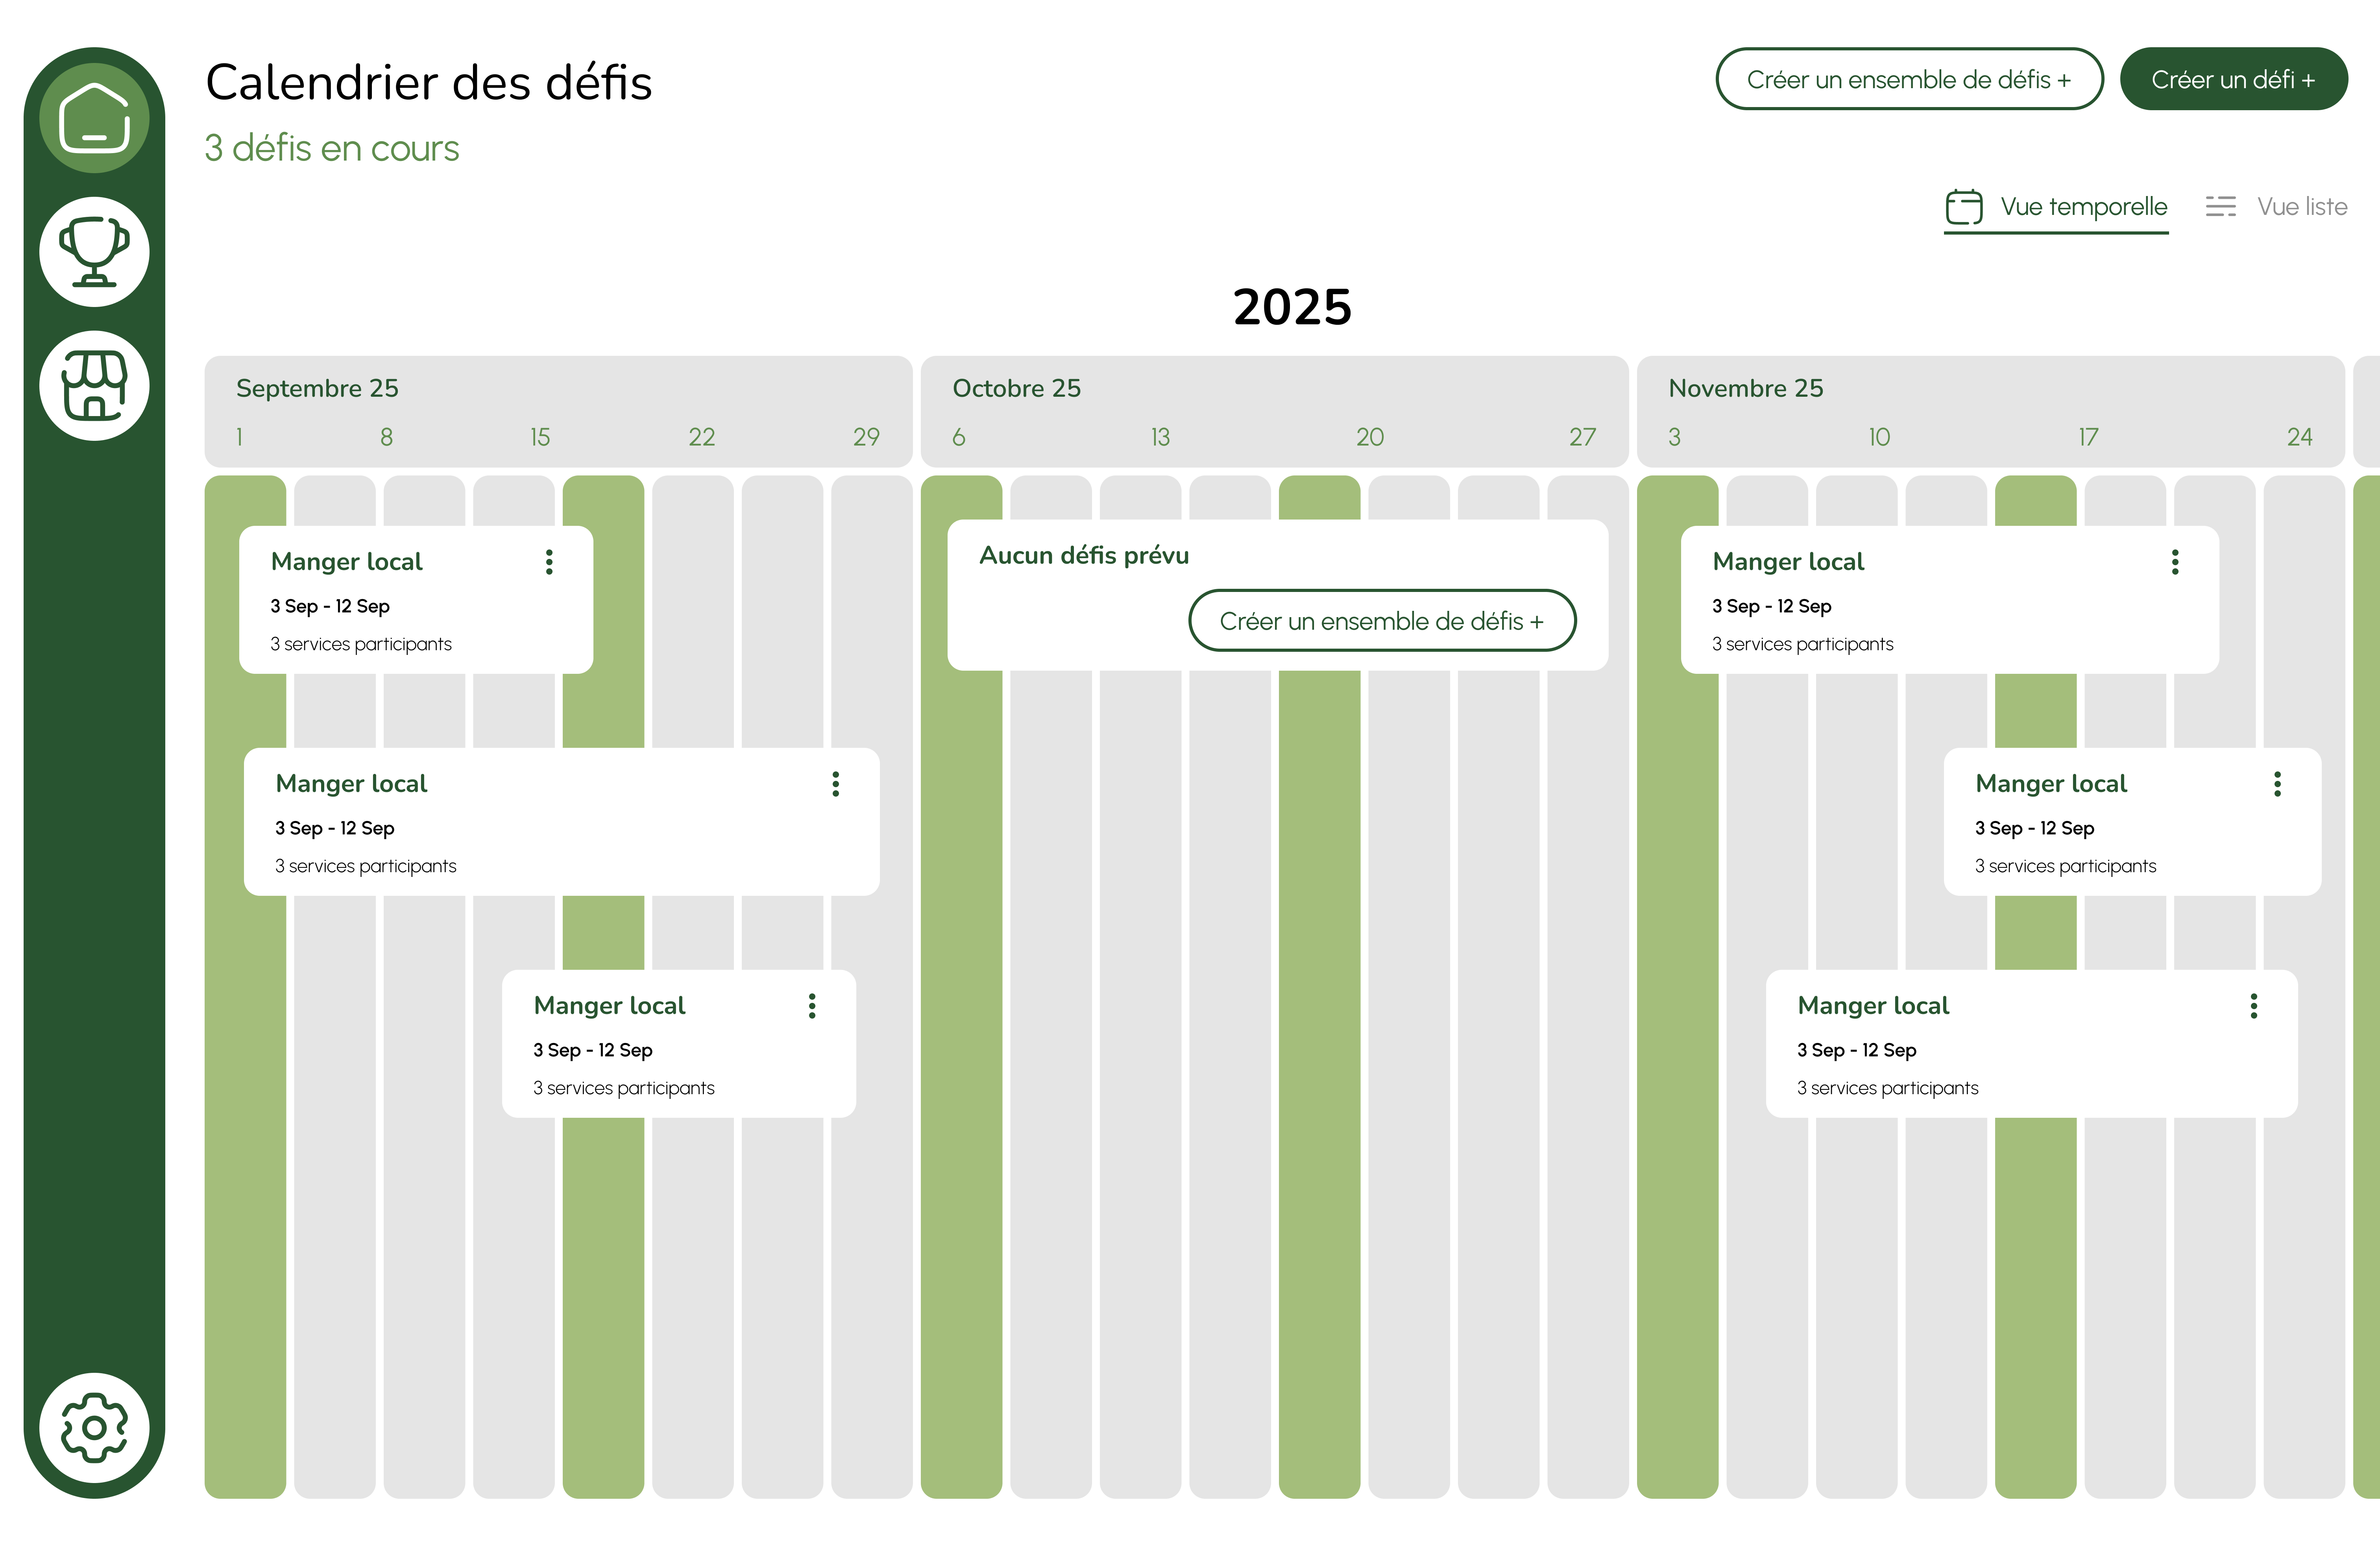 Calendrier des défis
3 défis en cours
Créer un ensemble de défis +
Créer un défi +
Vue temporelle
Vue liste
2025
Septembre 25
1 8 15 22 29
Octobre 25
6 13 20 27
Novembre 25
3 10 17 24
Manger local
3 Sep - 12 Sep
3 services participants
Aucun défis prévu
Créer un ensemble de défis +
Manger local
3 Sep - 12 Sep
3 services participants
Manger local
3 Sep - 12 Sep
3 services participants
Manger local
3 Sep - 12 Sep
3 services participants
Manger local
3 Sep - 12 Sep
3 services participants
Manger local
3 Sep - 12 Sep
3 services participants